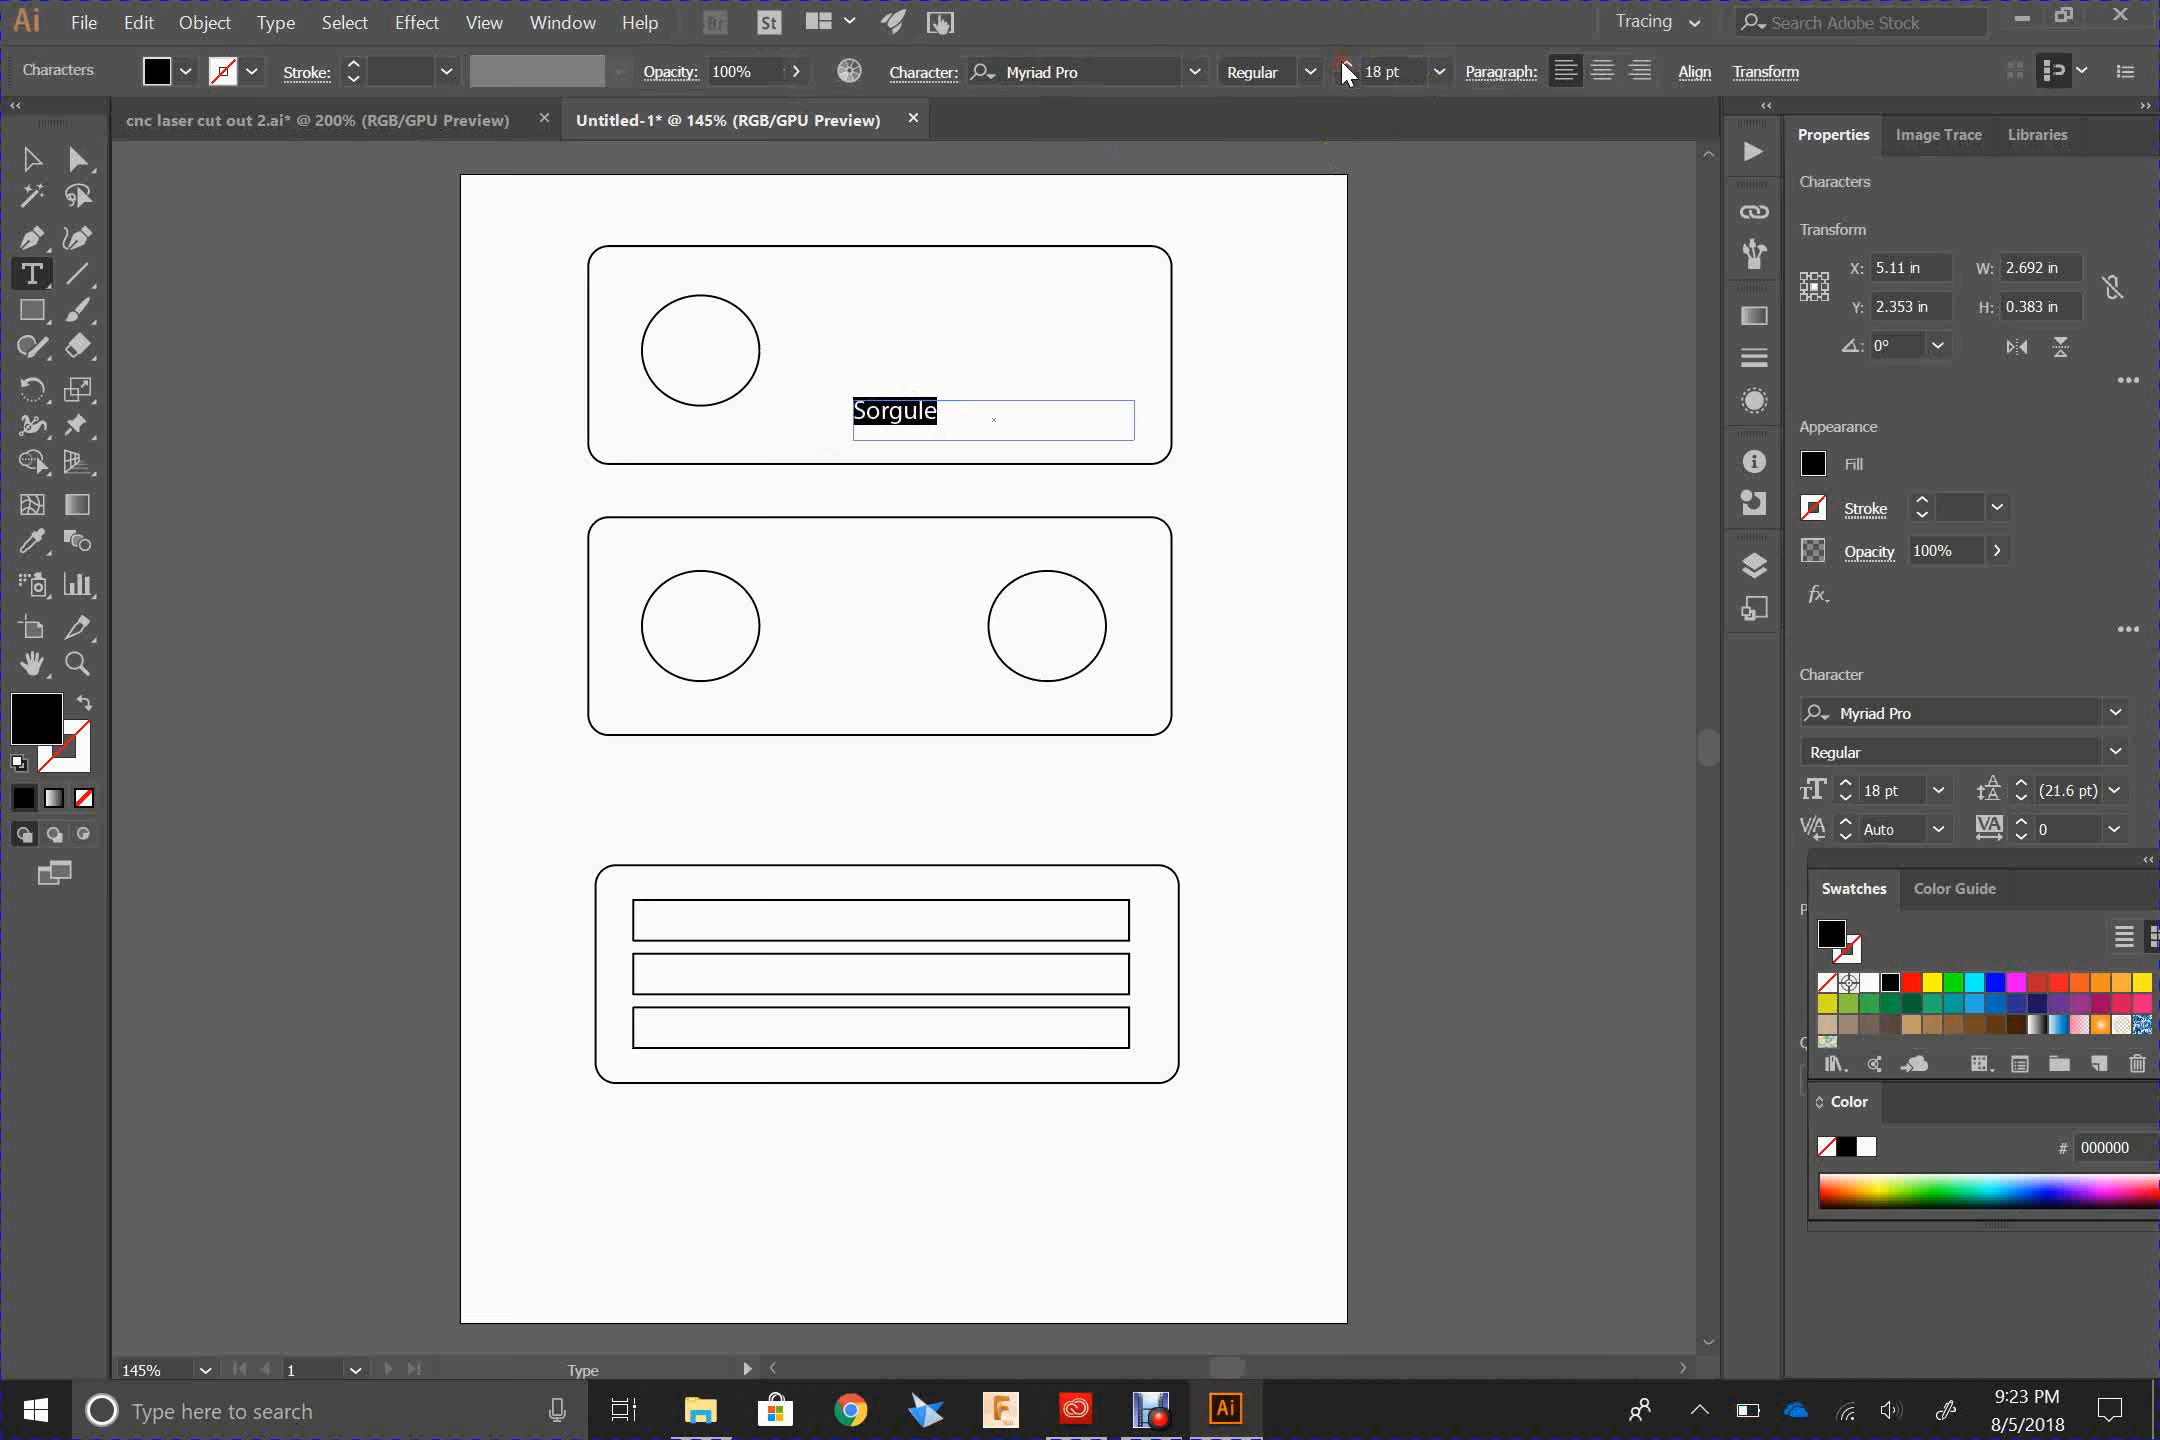 Ai File Edit Object Type Select Effect View Window Help Br St Tracing Search Adobe Stock
Characters Stroke: Opacity: 100% Character: Myriad Pro Regular 18 pt Paragraph: Align Transform
cnc laser cut out 2.ai* @ 200% (RGB/GPU Preview) Untitled-1* @ 145% (RGB/GPU Preview)
Properties Image Trace Libraries
Characters
Transform
X: 5.11 in W: 2.692 in
Y: 2.353 in H: 0.383 in
0°
Sorgule
Appearance
Fill
Stroke
Opacity 100%
fx
Character
Myriad Pro
Regular
18 pt (21.6 pt)
Auto 0
Swatches Color Guide
Color
# 000000
145% 1 Type
Type here to search
Ai
9:23 PM
8/5/2018